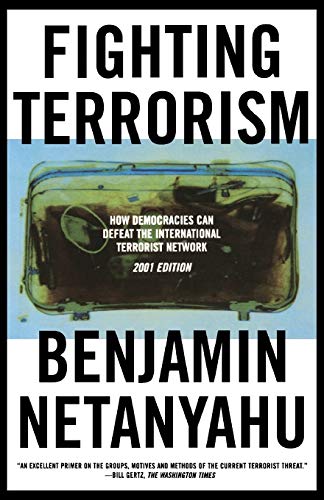 FIGHTING
TERRORISM
HOW DEMOCRACIES CAN
DEFEAT THE INTERNATIONAL
TERRORIST NETWORK
2001 EDITION
BENJAMIN
NETANYAHU
"AN EXCELLENT PRIMER ON THE GROUPS, MOTIVES AND METHODS OF THE CURRENT TERRORIST THREAT."
—BILL GERTZ, THE WASHINGTON TIMES